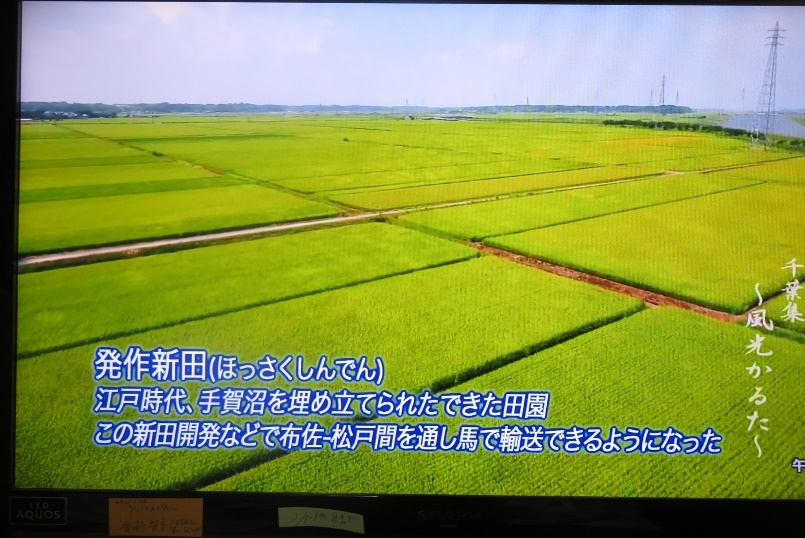 千葉集
～風光かるた～
発作新田(ほっさくしんでん)
江戸時代、手賀沼を埋め立てられたできた田園
この新田開発などで布佐-松戸間を通し馬で輸送できるようになった
午
LED
AQUOS
SHARP